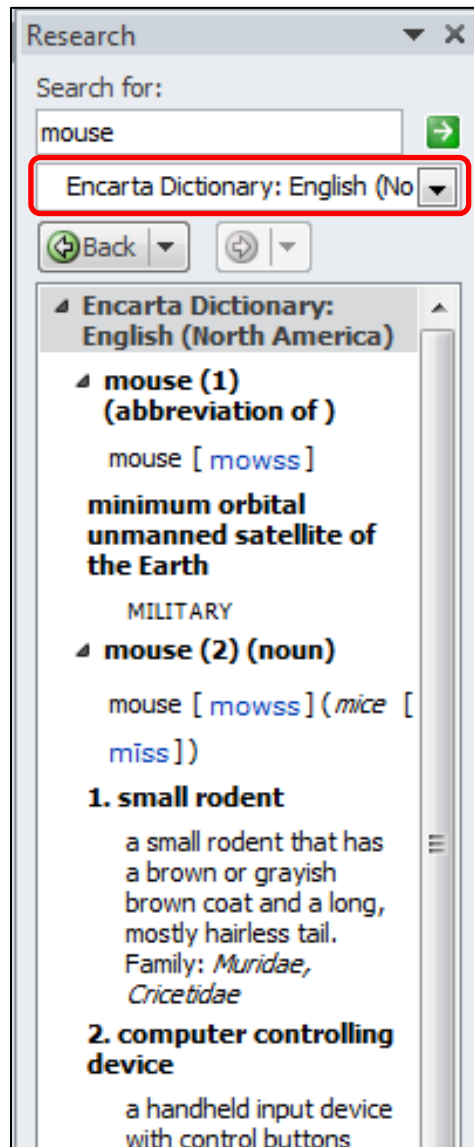 Research
Search for:
mouse
Encarta Dictionary: English (No
Back
Encarta Dictionary:
English (North America)
mouse (1)
(abbreviation of )
mouse [ mowss ]
minimum orbital
unmanned satellite of
the Earth
MILITARY
mouse (2) (noun)
mouse [ mowss ] ( mice [
mīss ] )
1. small rodent
a small rodent that has
a brown or grayish
brown coat and a long,
mostly hairless tail.
Family: Muridae,
Cricetidae
2. computer controlling
device
a handheld input device
with control buttons